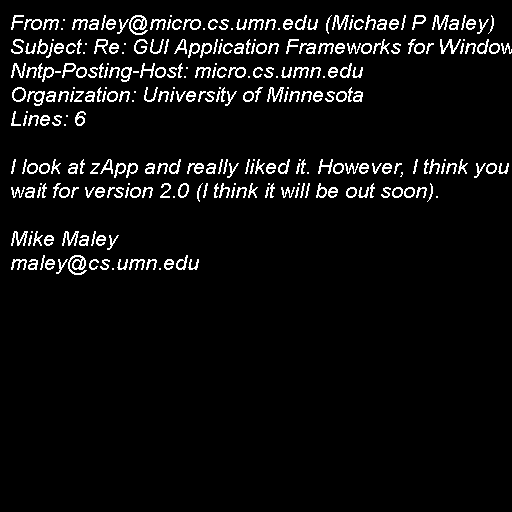 From: maley@micro.cs.umn.edu (Michael P Maley)
Subject: Re: GUI Application Frameworks for Window
Nntp-Posting-Host: micro.cs.umn.edu
Organization: University of Minnesota
Lines: 6

I look at zApp and really liked it. However, I think you
wait for version 2.0 (I think it will be out soon).

Mike Maley
maley@cs.umn.edu